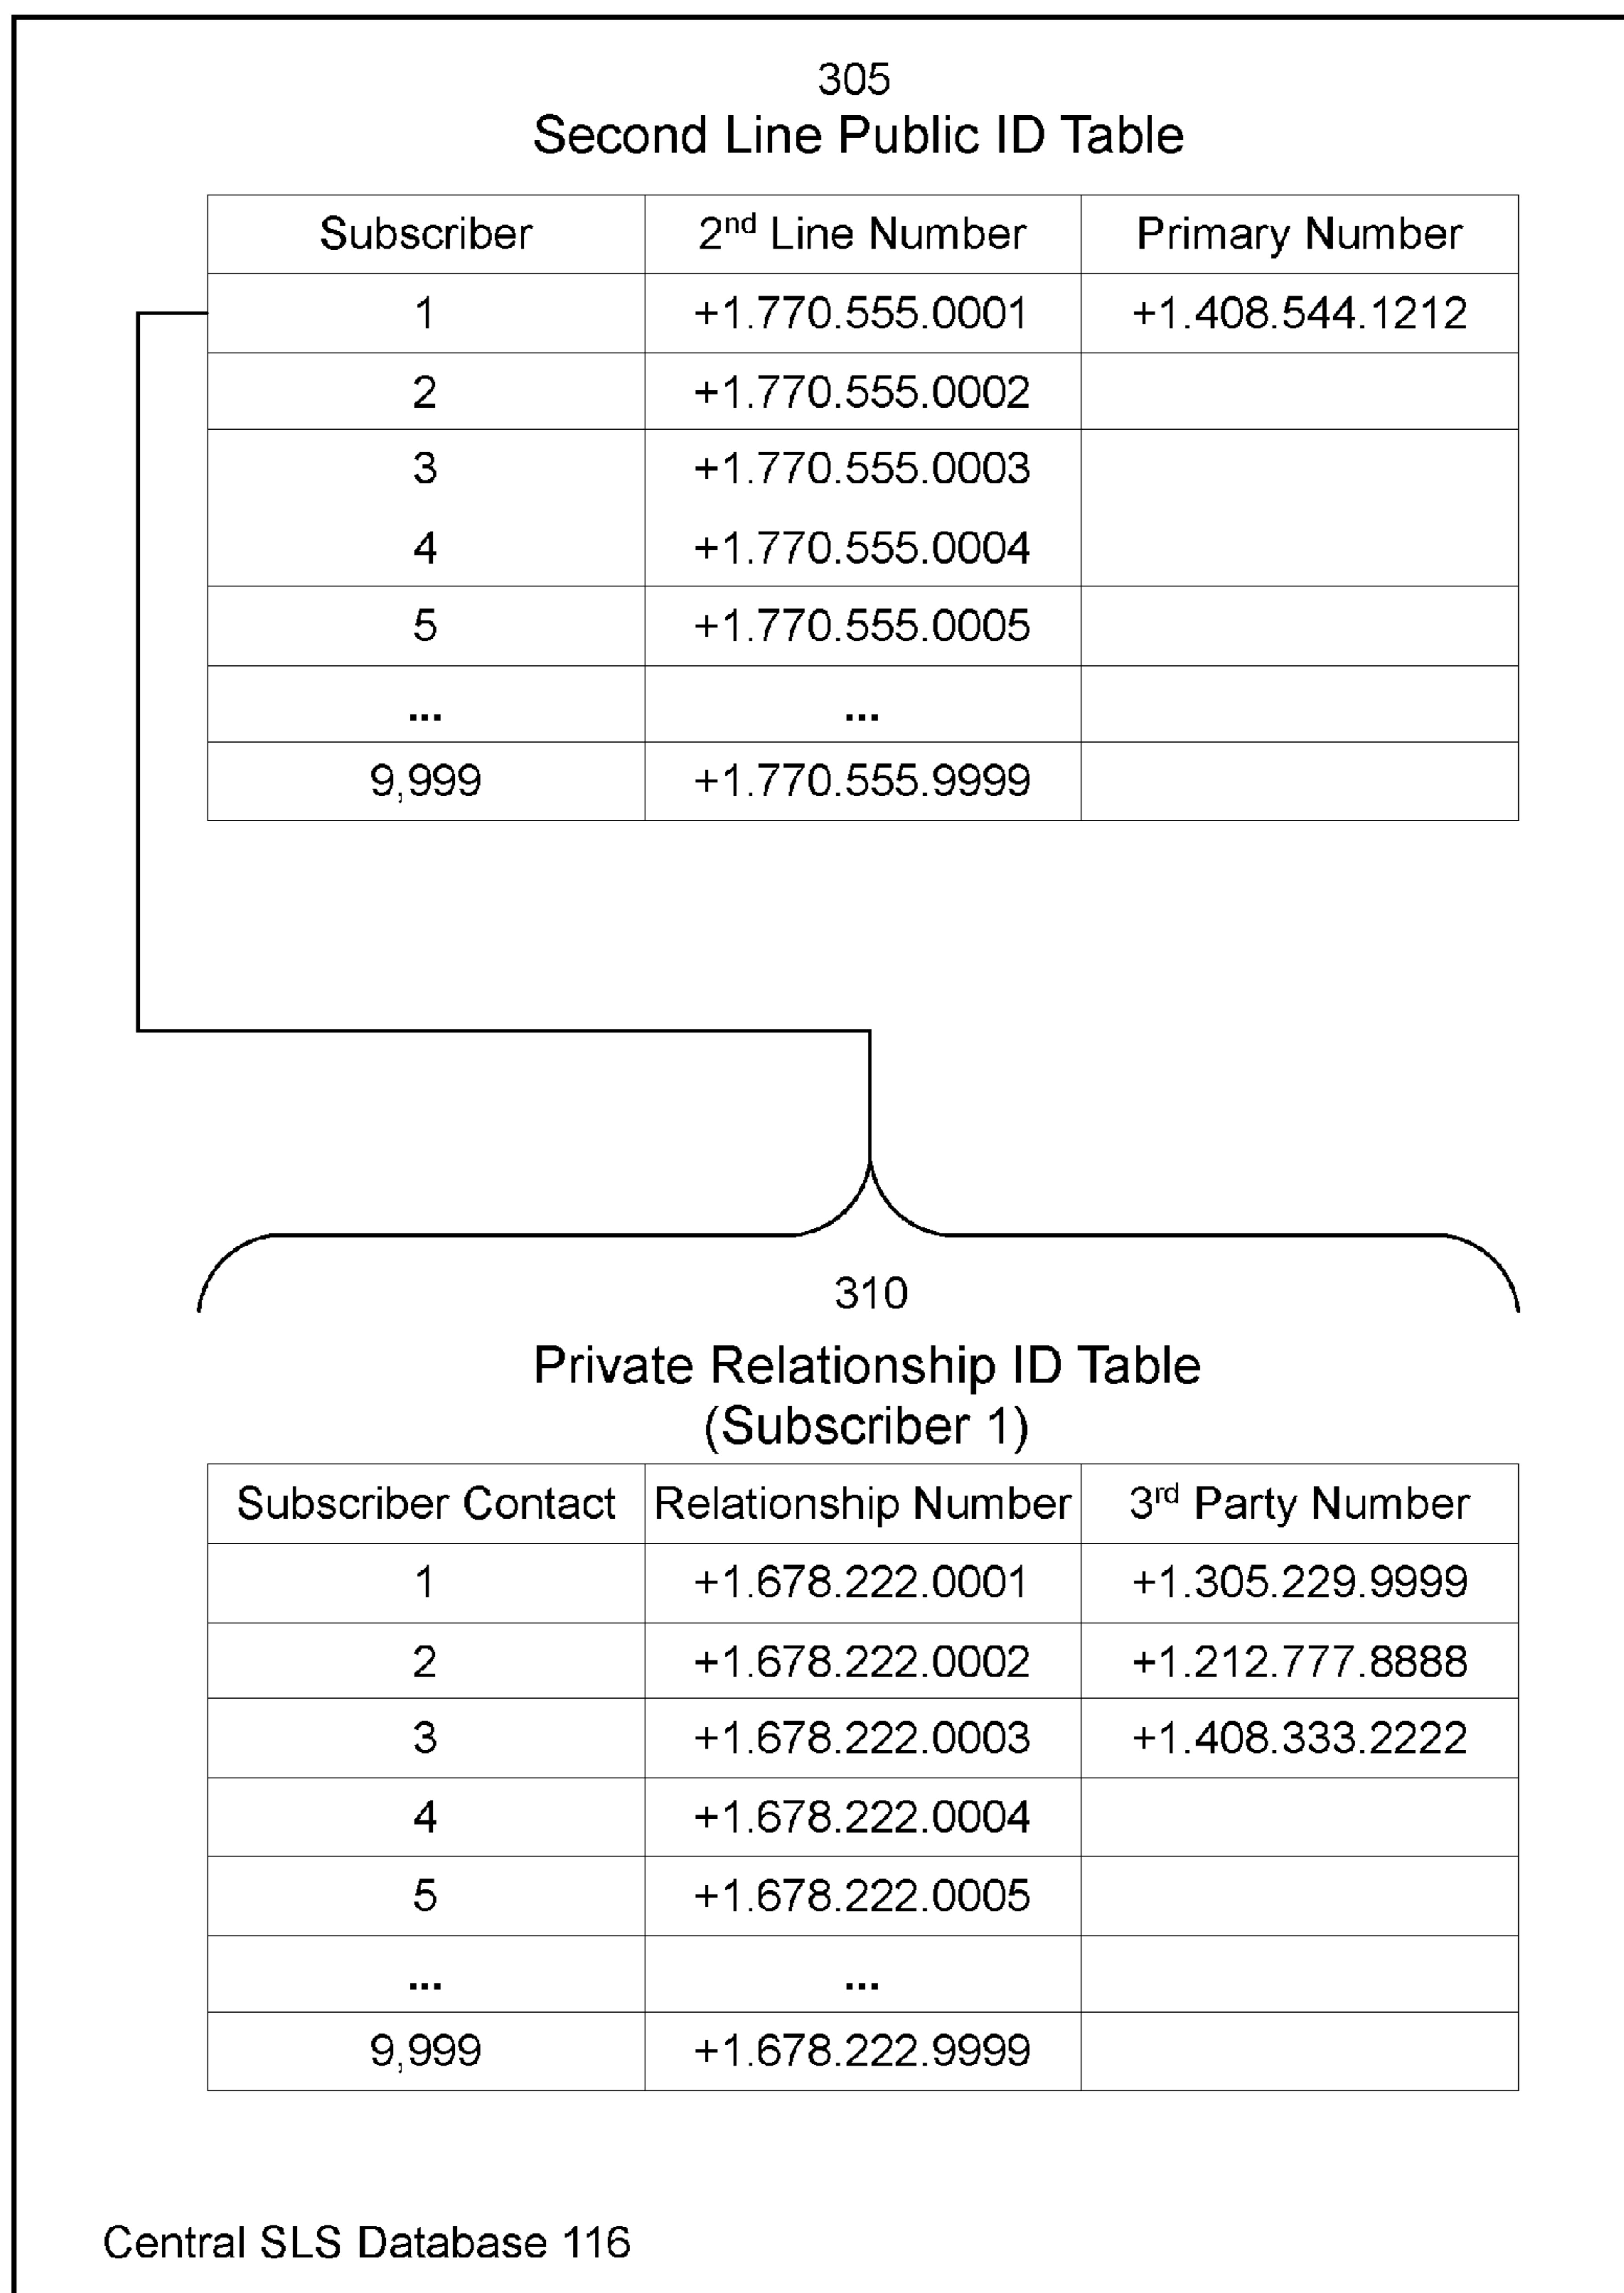 305
Second Line Public ID Table
Subscriber 2nd Line Number Primary Number
1 +1.770.555.0001 +1.408.544.1212
2 +1.770.555.0002
3 +1.770.555.0003
4 +1.770.555.0004
5 +1.770.555.0005
... ...
9,999 +1.770.555.9999
310
Private Relationship ID Table
(Subscriber 1)
Subscriber Contact Relationship Number 3rd Party Number
1 +1.678.222.0001 +1.305.229.9999
2 +1.678.222.0002 +1.212.777.8888
3 +1.678.222.0003 +1.408.333.2222
4 +1.678.222.0004
5 +1.678.222.0005
... ...
9,999 +1.678.222.9999
Central SLS Database 116